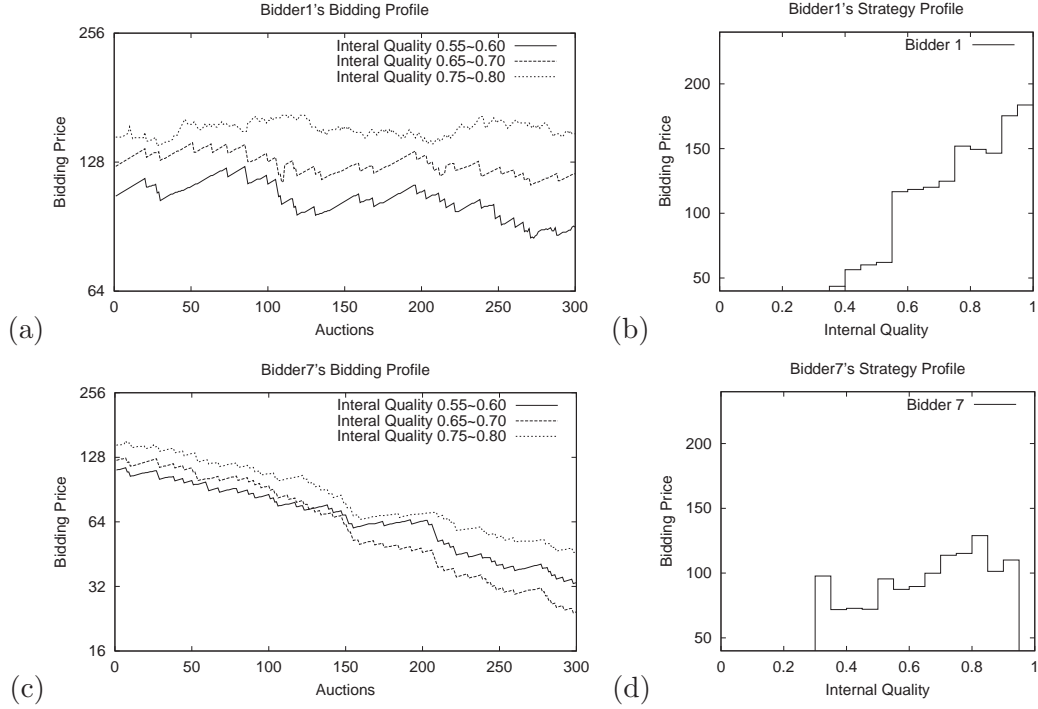 Bidder1's Bidding Profile
256
128
64
Bidding Price
Interal Quality 0.55~0.60
Interal Quality 0.65~0.70
Interal Quality 0.75~0.80
0 50 100 150 200 250 300
Auctions
(a)
Bidder1's Strategy Profile
Bidder 1
200
150
100
50
Bidding Price
0 0.2 0.4 0.6 0.8 1
Internal Quality
(b)
Bidder7's Bidding Profile
256
128
64
32
16
Bidding Price
Interal Quality 0.55~0.60
Interal Quality 0.65~0.70
Interal Quality 0.75~0.80
0 50 100 150 200 250 300
Auctions
(c)
Bidder7's Strategy Profile
Bidder 7
200
150
100
50
Bidding Price
0 0.2 0.4 0.6 0.8 1
Internal Quality
(d)